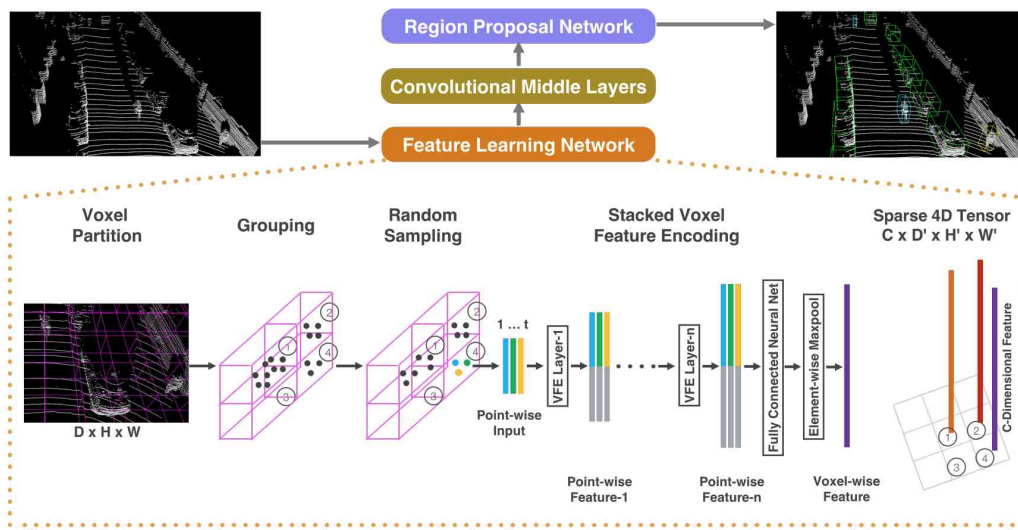 Region Proposal Network
Convolutional Middle Layers
Feature Learning Network
Voxel
Partition
Grouping
Random
Sampling
Stacked Voxel
Feature Encoding
Sparse 4D Tensor
C x D' x H' x W'
D x H x W
1
2
3
4
1
2
3
4
1 ... t
Point-wise
Input
VFE Layer-1
Point-wise
Feature-1
VFE Layer-n
Point-wise
Feature-n
Fully Connected Neural Net
Element-wise Maxpool
Voxel-wise
Feature
1
2
3
4
C-Dimensional Feature